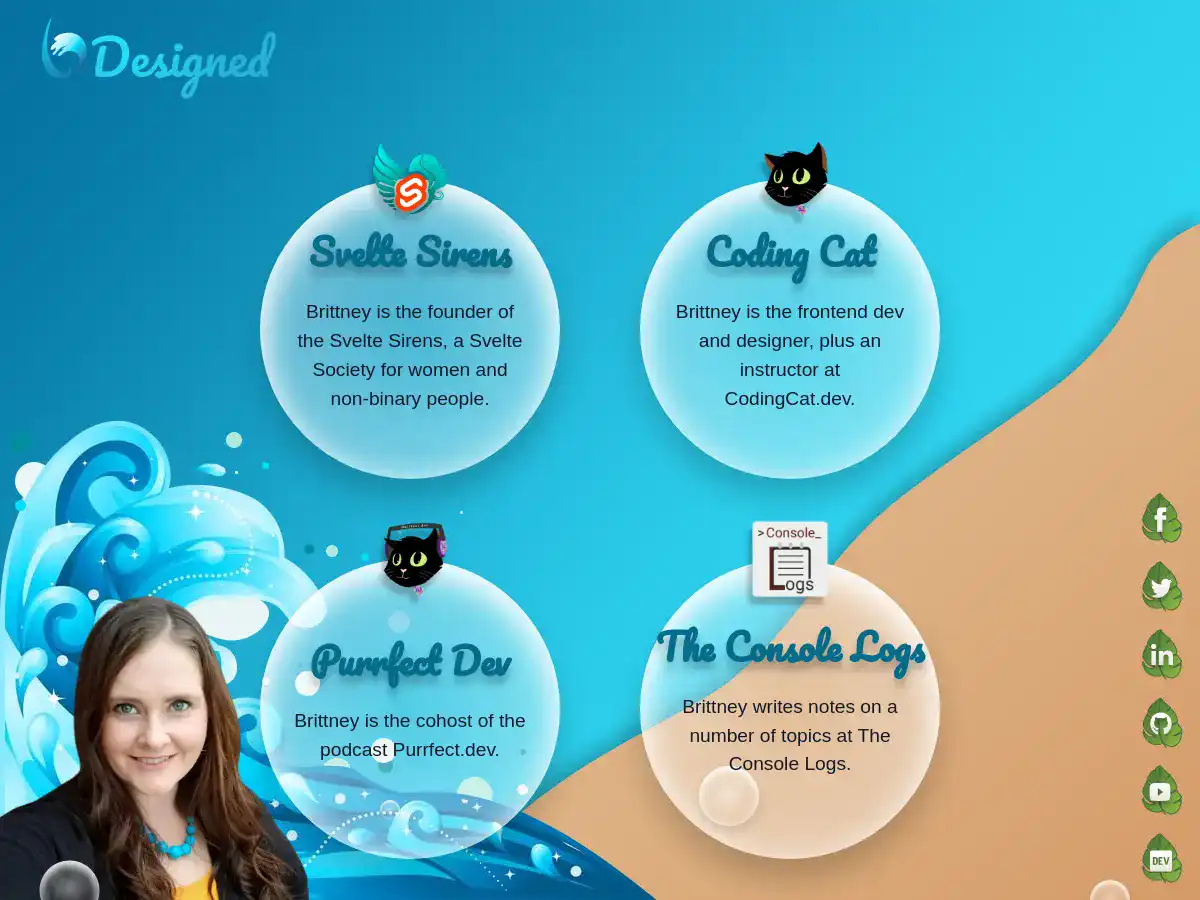 Designed
Svelte Sirens
Brittney is the founder of
the Svelte Sirens, a Svelte
Society for women and
non-binary people.
Coding Cat
Brittney is the frontend dev
and designer, plus an
instructor at
CodingCat.dev.
Purrfect Dev
Brittney is the cohost of the
podcast Purrfect.dev.
>Console_
Logs
The Console Logs
Brittney writes notes on a
number of topics at The
Console Logs.
f
in
DEV